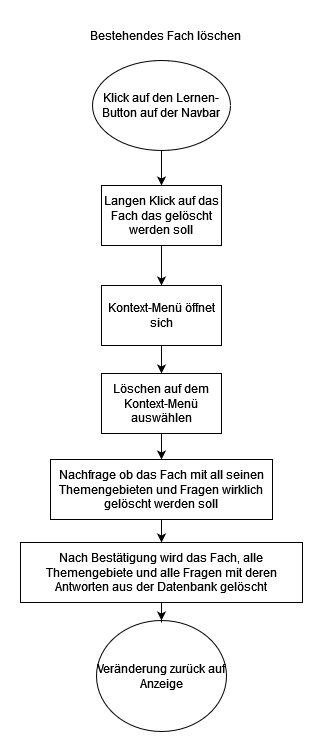 Bestehendes Fach löschen
Klick auf den Lernen-
Button auf der Navbar
Langen Klick auf das
Fach das gelöscht
werden soll
Kontext-Menü öffnet
sich
Löschen auf dem
Kontext-Menü
auswählen
Nachfrage ob das Fach mit all seinen
Themengebieten und Fragen wirklich
gelöscht werden soll
Nach Bestätigung wird das Fach, alle
Themengebiete und alle Fragen mit deren
Antworten aus der Datenbank gelöscht
Veränderung zurück auf
Anzeige